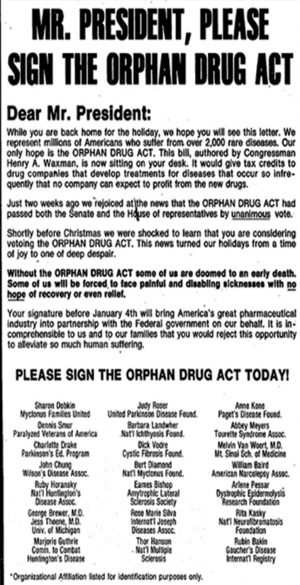 MR. PRESIDENT, PLEASE
SIGN THE ORPHAN DRUG ACT
Dear Mr. President:
While you are back home for the holiday, we hope you will see this letter. We
represent millions of Americans who suffer from over 2,000 rare diseases. Our
only hope is the ORPHAN DRUG ACT. This bill, authored by Congressman
Henry A. Waxman, is now sitting on your desk. It would give tax credits to
drug companies that develop treatments for diseases that occur so infre-
quently that no company can expect to profit from the new drugs.
Just two weeks ago we rejoiced at the news that the ORPHAN DRUG ACT had
passed both the Senate and the House of representatives by unanimous vote.
Shortly before Christmas we were shocked to learn that you are considering
vetoing the ORPHAN DRUG ACT. This news turned our holidays from a time
of joy to one of deep despair.
Without the ORPHAN DRUG ACT some of us are doomed to an early death.
Some of us will be forced to face painful and disabling sicknesses with no
hope of recovery or even relief.
Your signature before January 4th will bring America's great pharmaceutical
industry into partnership with the Federal government on our behalf. It is in-
comprehensible to us and to our families that you would reject this opportunity
to alleviate so much human suffering.
PLEASE SIGN THE ORPHAN DRUG ACT TODAY!
Sharon Dobkin
Myclonus Families United
Dennis Smur
Paralyzed Veterans of America
Charlotte Drake
Parkinson's Ed. Program
John Chung
Wilson's Disease Assoc.
Ruby Horansky
Nat'l Huntington's
Disease Assoc.
George Brewer, M.D.
Jess Thoene, M.D.
Univ. of Michigan
Marjorie Guthrie
Comm. to Combat
Huntington's Disease
Judy Rosner
United Parkinson Disease Found.
Barbara Landwher
Nat'l Ichthyosis Found.
Dick Vodra
Cystic Fibrosis Found.
Burt Diamond
Nat'l Myclonus Found.
Eames Bishop
Amyotrophic Lateral
Sclerosis Society
Rose Marie Silva
Internat'l Joseph
Diseases Assoc.
Thor Hanson
Nat'l Multiple
Sclerosis
Anne Kone
Paget's Disease Found.
Abbey Meyers
Tourette Syndrome Assoc.
Melvin Van Woert, M.D.
Mt. Sinai Sch. of Medicine
William Baird
American Narcolepsy Assoc.
Arlene Pessar
Dystrophic Epidermolysis
Research Foundation
Rita Kasky
Nat'l Neurofibromatosis
Foundation
Rubin Bakin
Gaucher's Disease
Internat'l Registry
*Organizational Affiliation listed for identification purposes only.